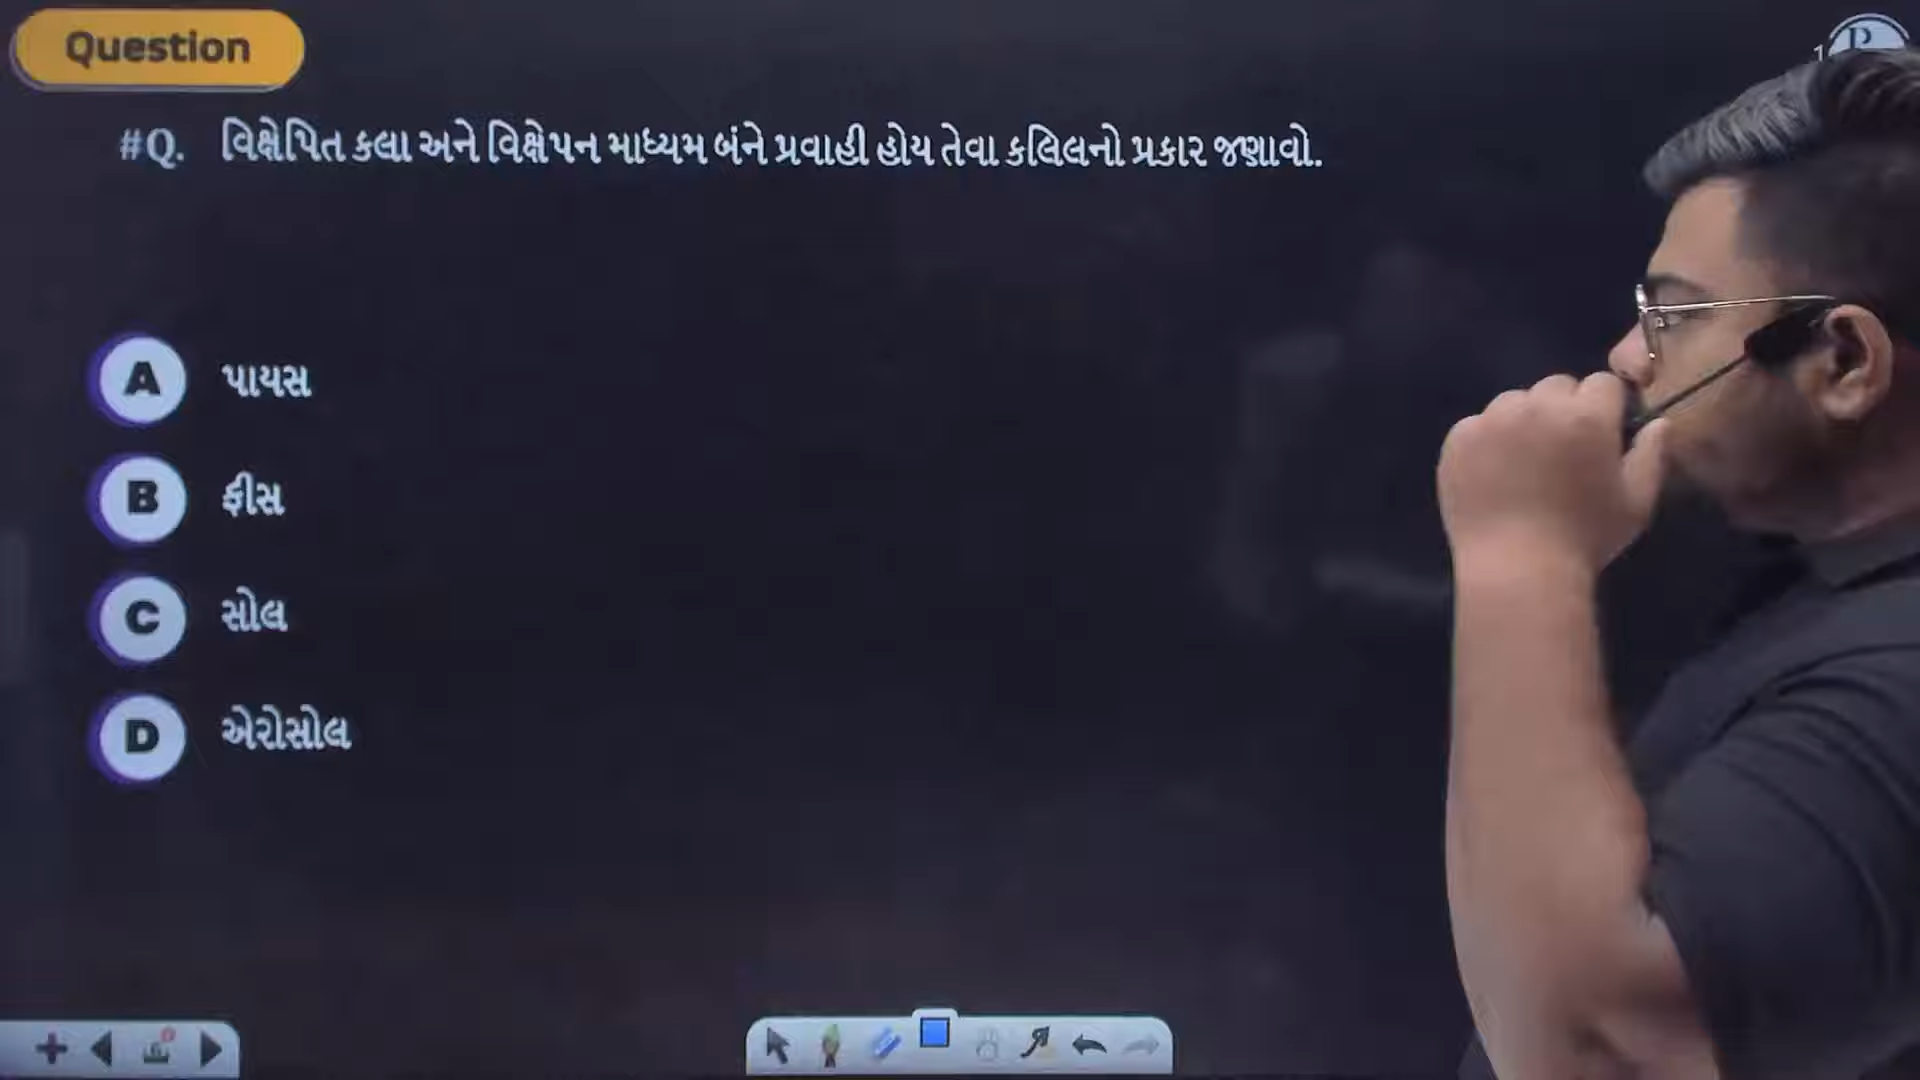 Question
#Q. વિક્ષેપિત કલા અને વિક્ષેપન માધ્યમ બંને પ્રવાહી હોય તેવા કલિલનો પ્રકાર જણાવો.
A પાયસ
B ફીસ
C સોલ
D એરોસોલ